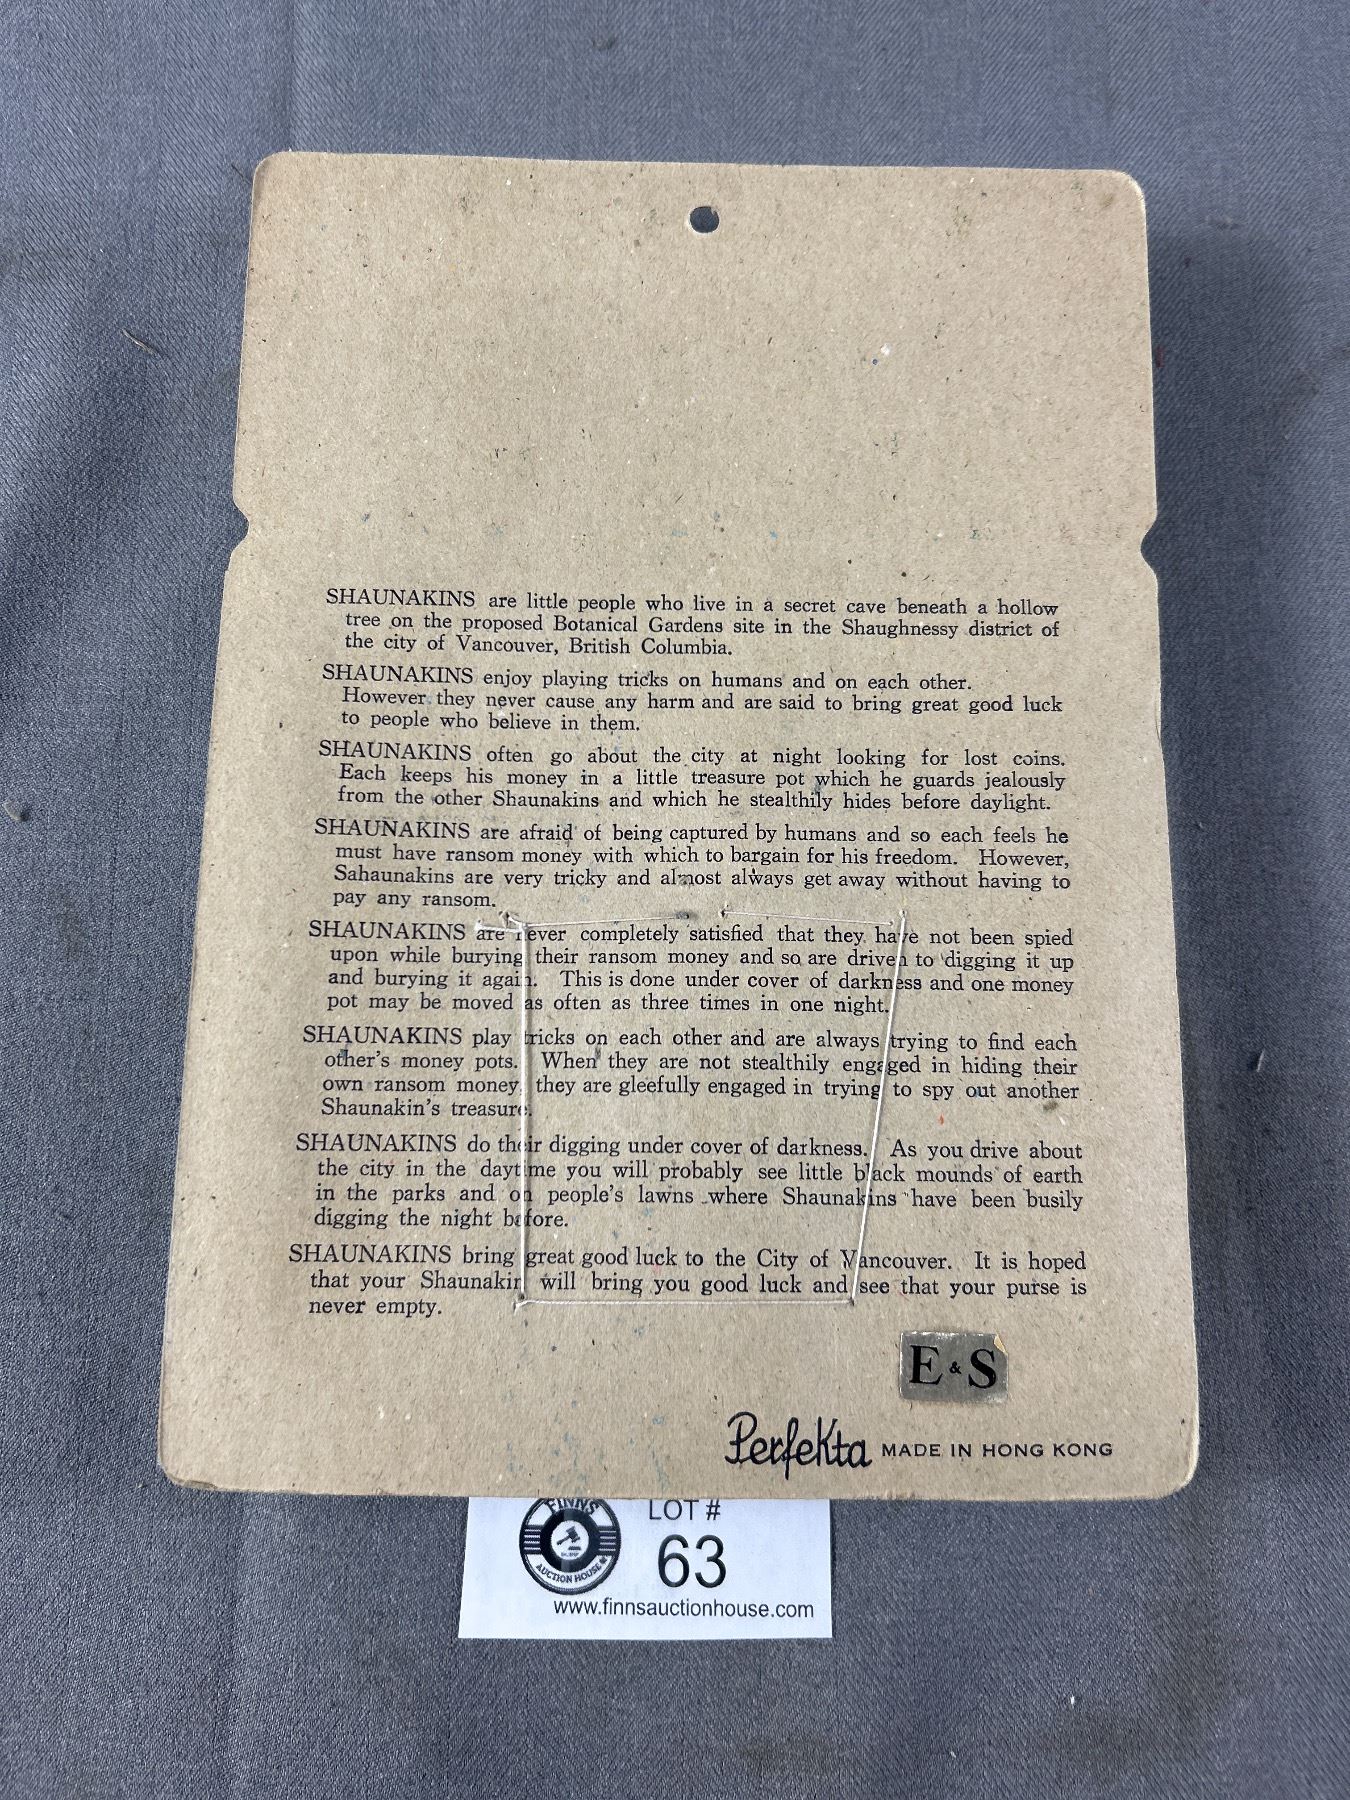 SHAUNAKINS are little people who live in a secret cave beneath a hollow
tree on the proposed Botanical Gardens site in the Shaughnessy district of
the city of Vancouver, British Columbia.
SHAUNAKINS enjoy playing tricks on humans and on each other.
However they never cause any harm and are said to bring great good luck
to people who believe in them.
SHAUNAKINS often go about the city at night looking for lost coins.
Each keeps his money in a little treasure pot which he guards jealously
from the other Shaunakins and which he stealthily hides before daylight.
SHAUNAKINS are afraid of being captured by humans and so each feels he
must have ransom money with which to bargain for his freedom. However,
Sahaunakins are very tricky and almost always get away without having to
pay any ransom.
SHAUNAKINS are never completely satisfied that they have not been spied
upon while burying their ransom money and so are driven to digging it up
and burying it again. This is done under cover of darkness and one money
pot may be moved as often as three times in one night.
SHAUNAKINS play tricks on each other and are always trying to find each
other's money pots. When they are not stealthily engaged in hiding their
own ransom money, they are gleefully engaged in trying to spy out another
Shaunakin's treasure.
SHAUNAKINS do their digging under cover of darkness. As you drive about
the city in the daytime you will probably see little black mounds of earth
in the parks and on people's lawns where Shaunakins have been busily
digging the night before.
SHAUNAKINS bring great good luck to the City of Vancouver. It is hoped
that your Shaunakin will bring you good luck and see that your purse is
never empty.
E & S
Perfekta MADE IN HONG KONG
FINNS
AUCTION HOUSE
LOT #
63
www.finnsauctionhouse.com